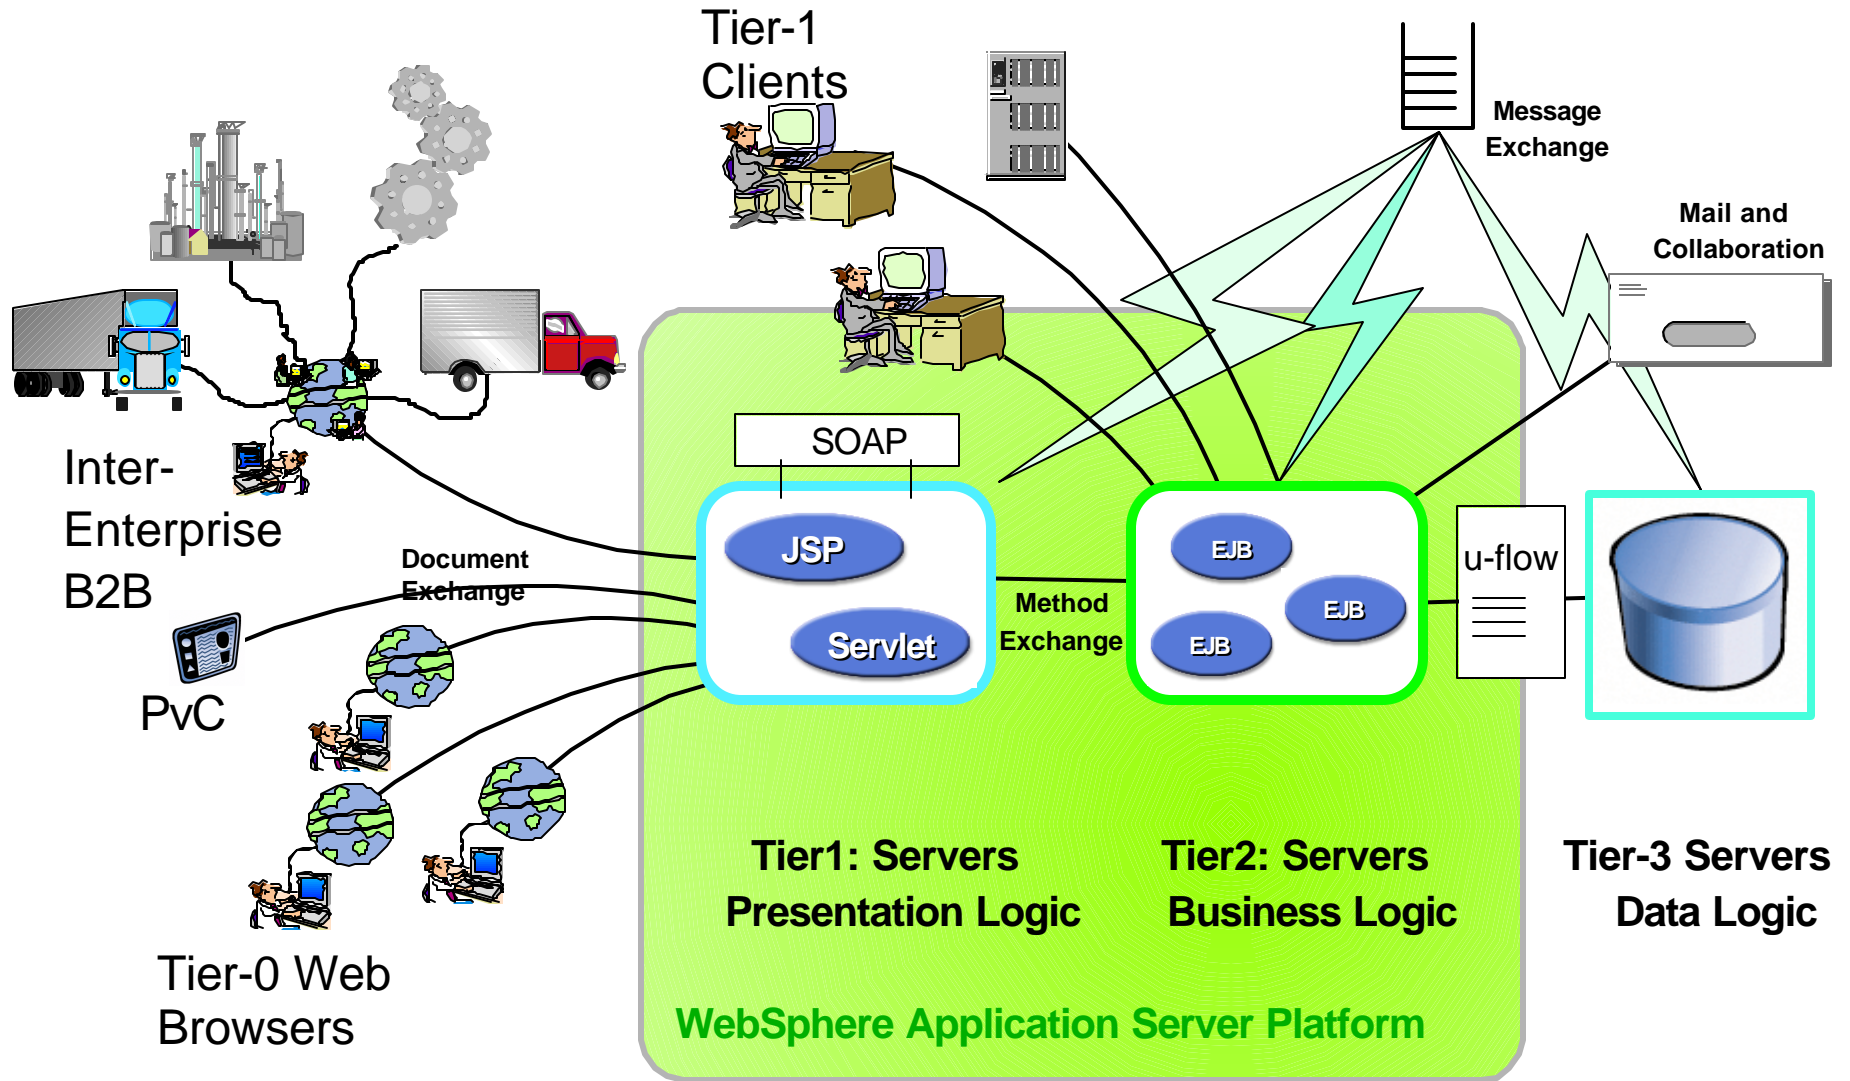 Tier-1
Clients
Message
Exchange
Mail and
Collaboration
SOAP
Inter-
Enterprise
B2B
Document
Exchange
JSP
Servlet
Method
Exchange
EJB
EJB
EJB
u-flow
PvC
Tier1: Servers
Presentation Logic
Tier2: Servers
Business Logic
Tier-3 Servers
Data Logic
Tier-0 Web
Browsers
WebSphere Application Server Platform